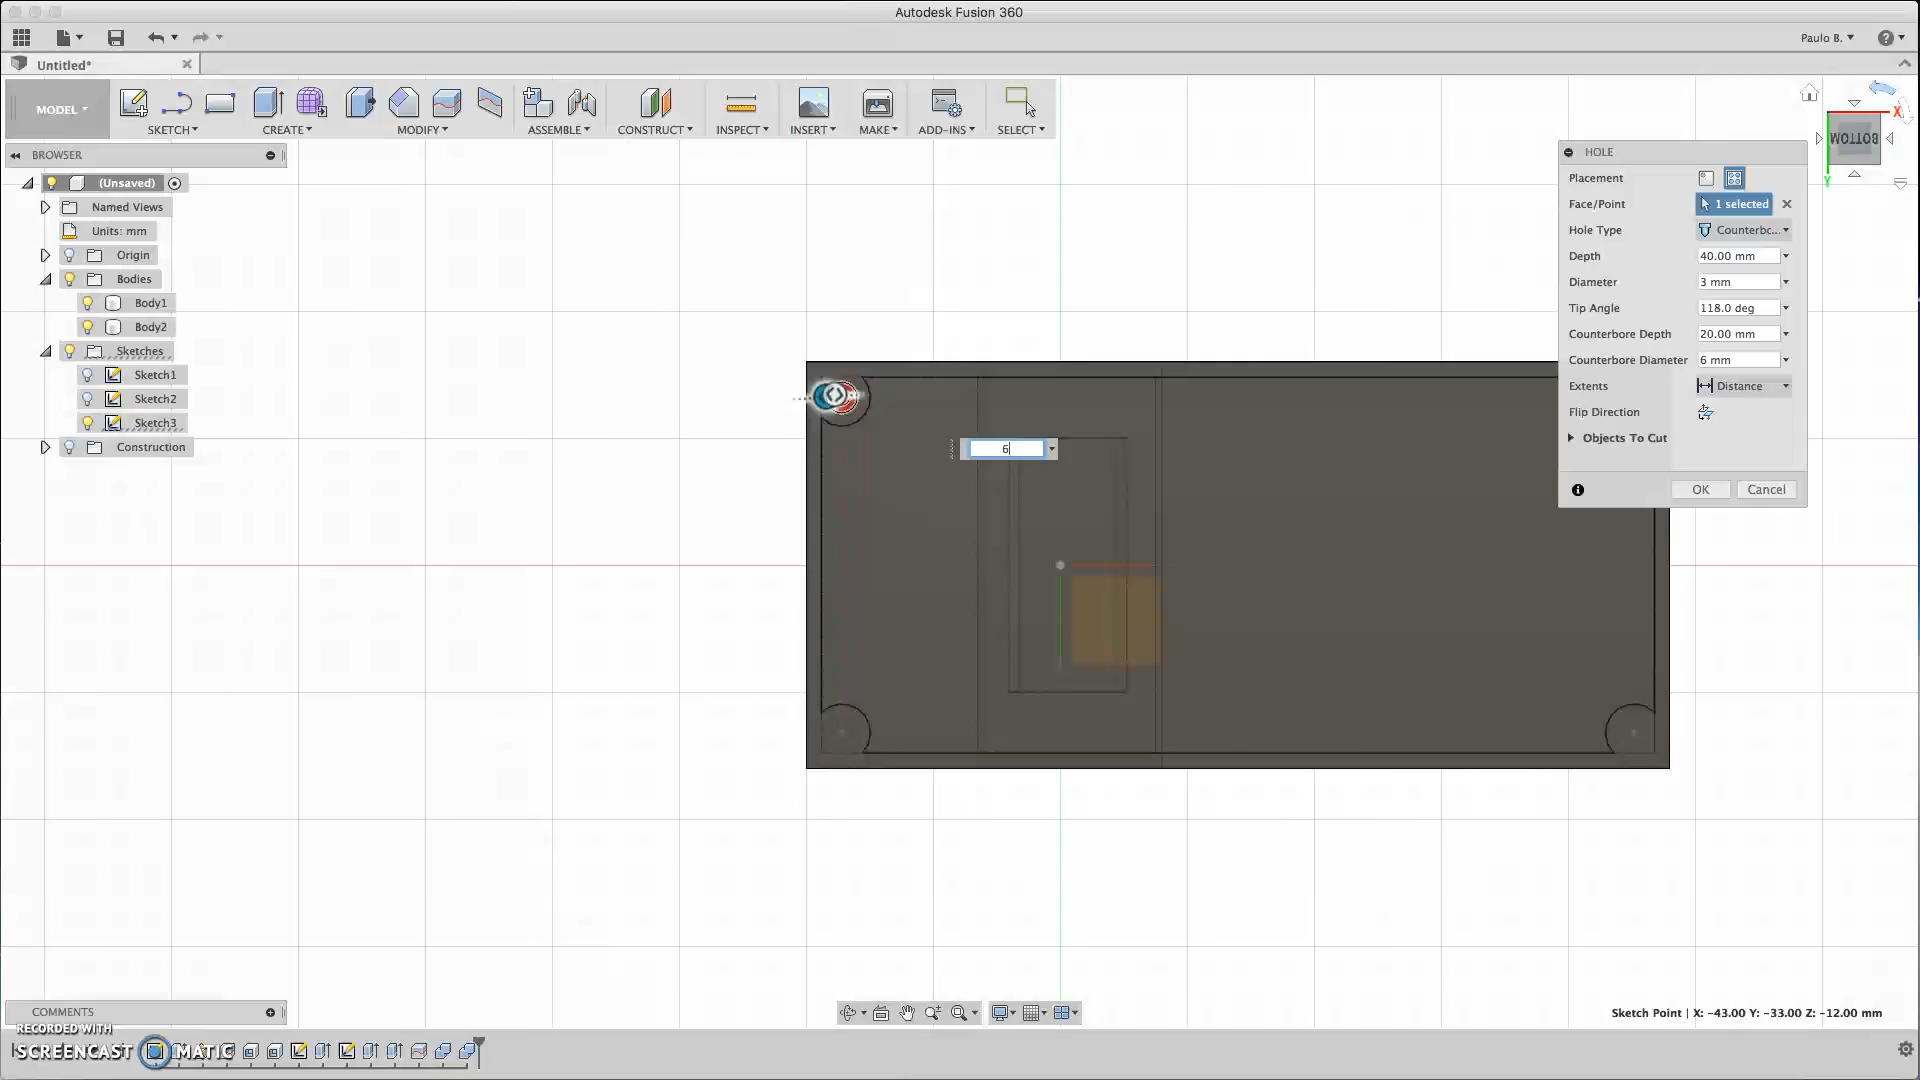 Autodesk Fusion 360
Paulo B.
Untitled*
MODEL
SKETCH
CREATE
MODIFY
ASSEMBLE
CONSTRUCT
INSPECT
INSERT
MAKE
ADD-INS
SELECT
X
BOTTOM
Y
BROWSER
(Unsaved)
Named Views
Units: mm
Origin
Bodies
Body1
Body2
Sketches
Sketch1
Sketch2
Sketch3
Construction
HOLE
Placement
Face/Point 1 selected
Hole Type Counterbc...
Depth 40.00 mm
Diameter 3 mm
Tip Angle 118.0 deg
Counterbore Depth 20.00 mm
Counterbore Diameter 6 mm
Extents Distance
Flip Direction
Objects To Cut
OK Cancel
6
COMMENTS
Sketch Point | X: -43.00 Y: -33.00 Z: -12.00 mm
RECORDED WITH
SCREENCAST MATIC